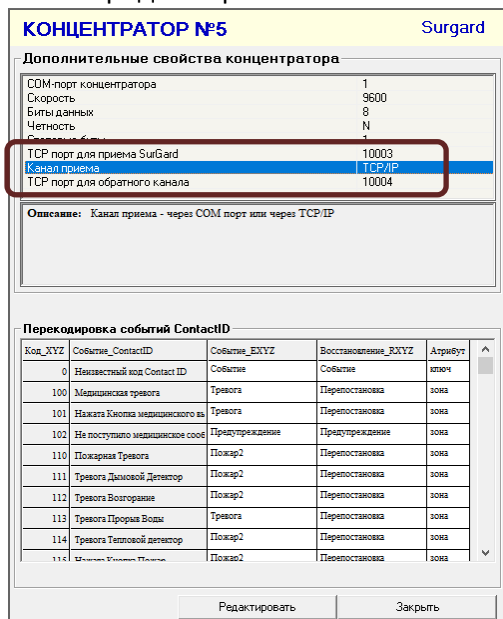 КОНЦЕНТРАТОР №5 Surgard
Дополнительные свойства концентратора
COM-порт концентратора 1
Скорость 9600
Биты данных 8
Четность N
TCP порт для приема SurGard 10003
Канал приема TCP/IP
TCP порт для обратного канала 10004
Описание: Канал приема - через COM порт или через TCP/IP
Перекодировка событий ContactID
Код_XYZ Событие_ContactID Событие_EXYZ Восстановление_RXYZ Атрибут
0 Неизвестный код Contact ID Событие Событие ключ
100 Медицинская тревога Тревога Перепостановка зона
101 Нажата Кнопка медицинского вы Тревога Перепостановка зона
102 Не поступило медицинское сооб Предупреждение Предупреждение зона
110 Пожарная Тревога Пожар2 Перепостановка зона
111 Тревога Дымовой Детектор Пожар2 Перепостановка зона
112 Тревога Возгорание Пожар2 Перепостановка зона
113 Тревога Прорыв Воды Тревога Перепостановка зона
114 Тревога Тепловой детектор Пожар2 Перепостановка зона
115 Нажата Кнопка Пожар Пожар2 Перепостановка зона
Редактировать Закрыть